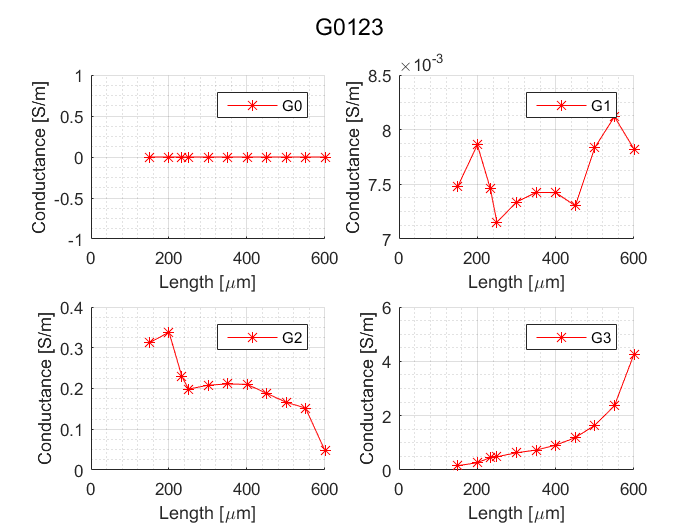 G0123
1
0.5
0
-0.5
-1
Conductance [S/m]
G0
0 200 400 600
Length [μm]
×10-3
8.5
8
7.5
7
Conductance [S/m]
G1
0 200 400 600
Length [μm]
0.4
0.3
0.2
0.1
0
Conductance [S/m]
G2
0 200 400 600
Length [μm]
6
4
2
0
Conductance [S/m]
G3
0 200 400 600
Length [μm]